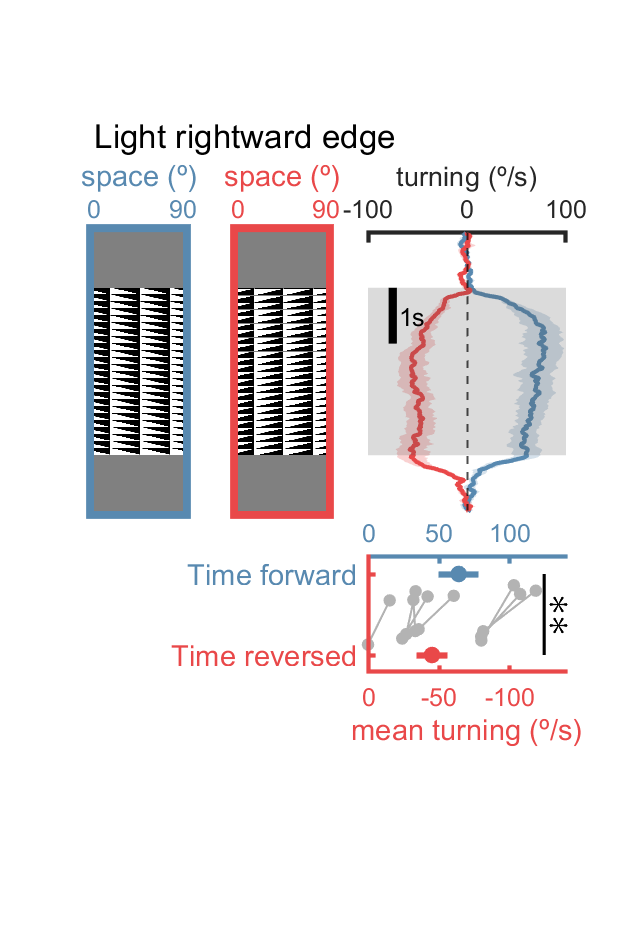 Light rightward edge
space (º) space (º) turning (º/s)
0 90 0 90 -100 0 100
1s
0 50 100
Time forward
**
Time reversed
0 -50 -100
mean turning (º/s)